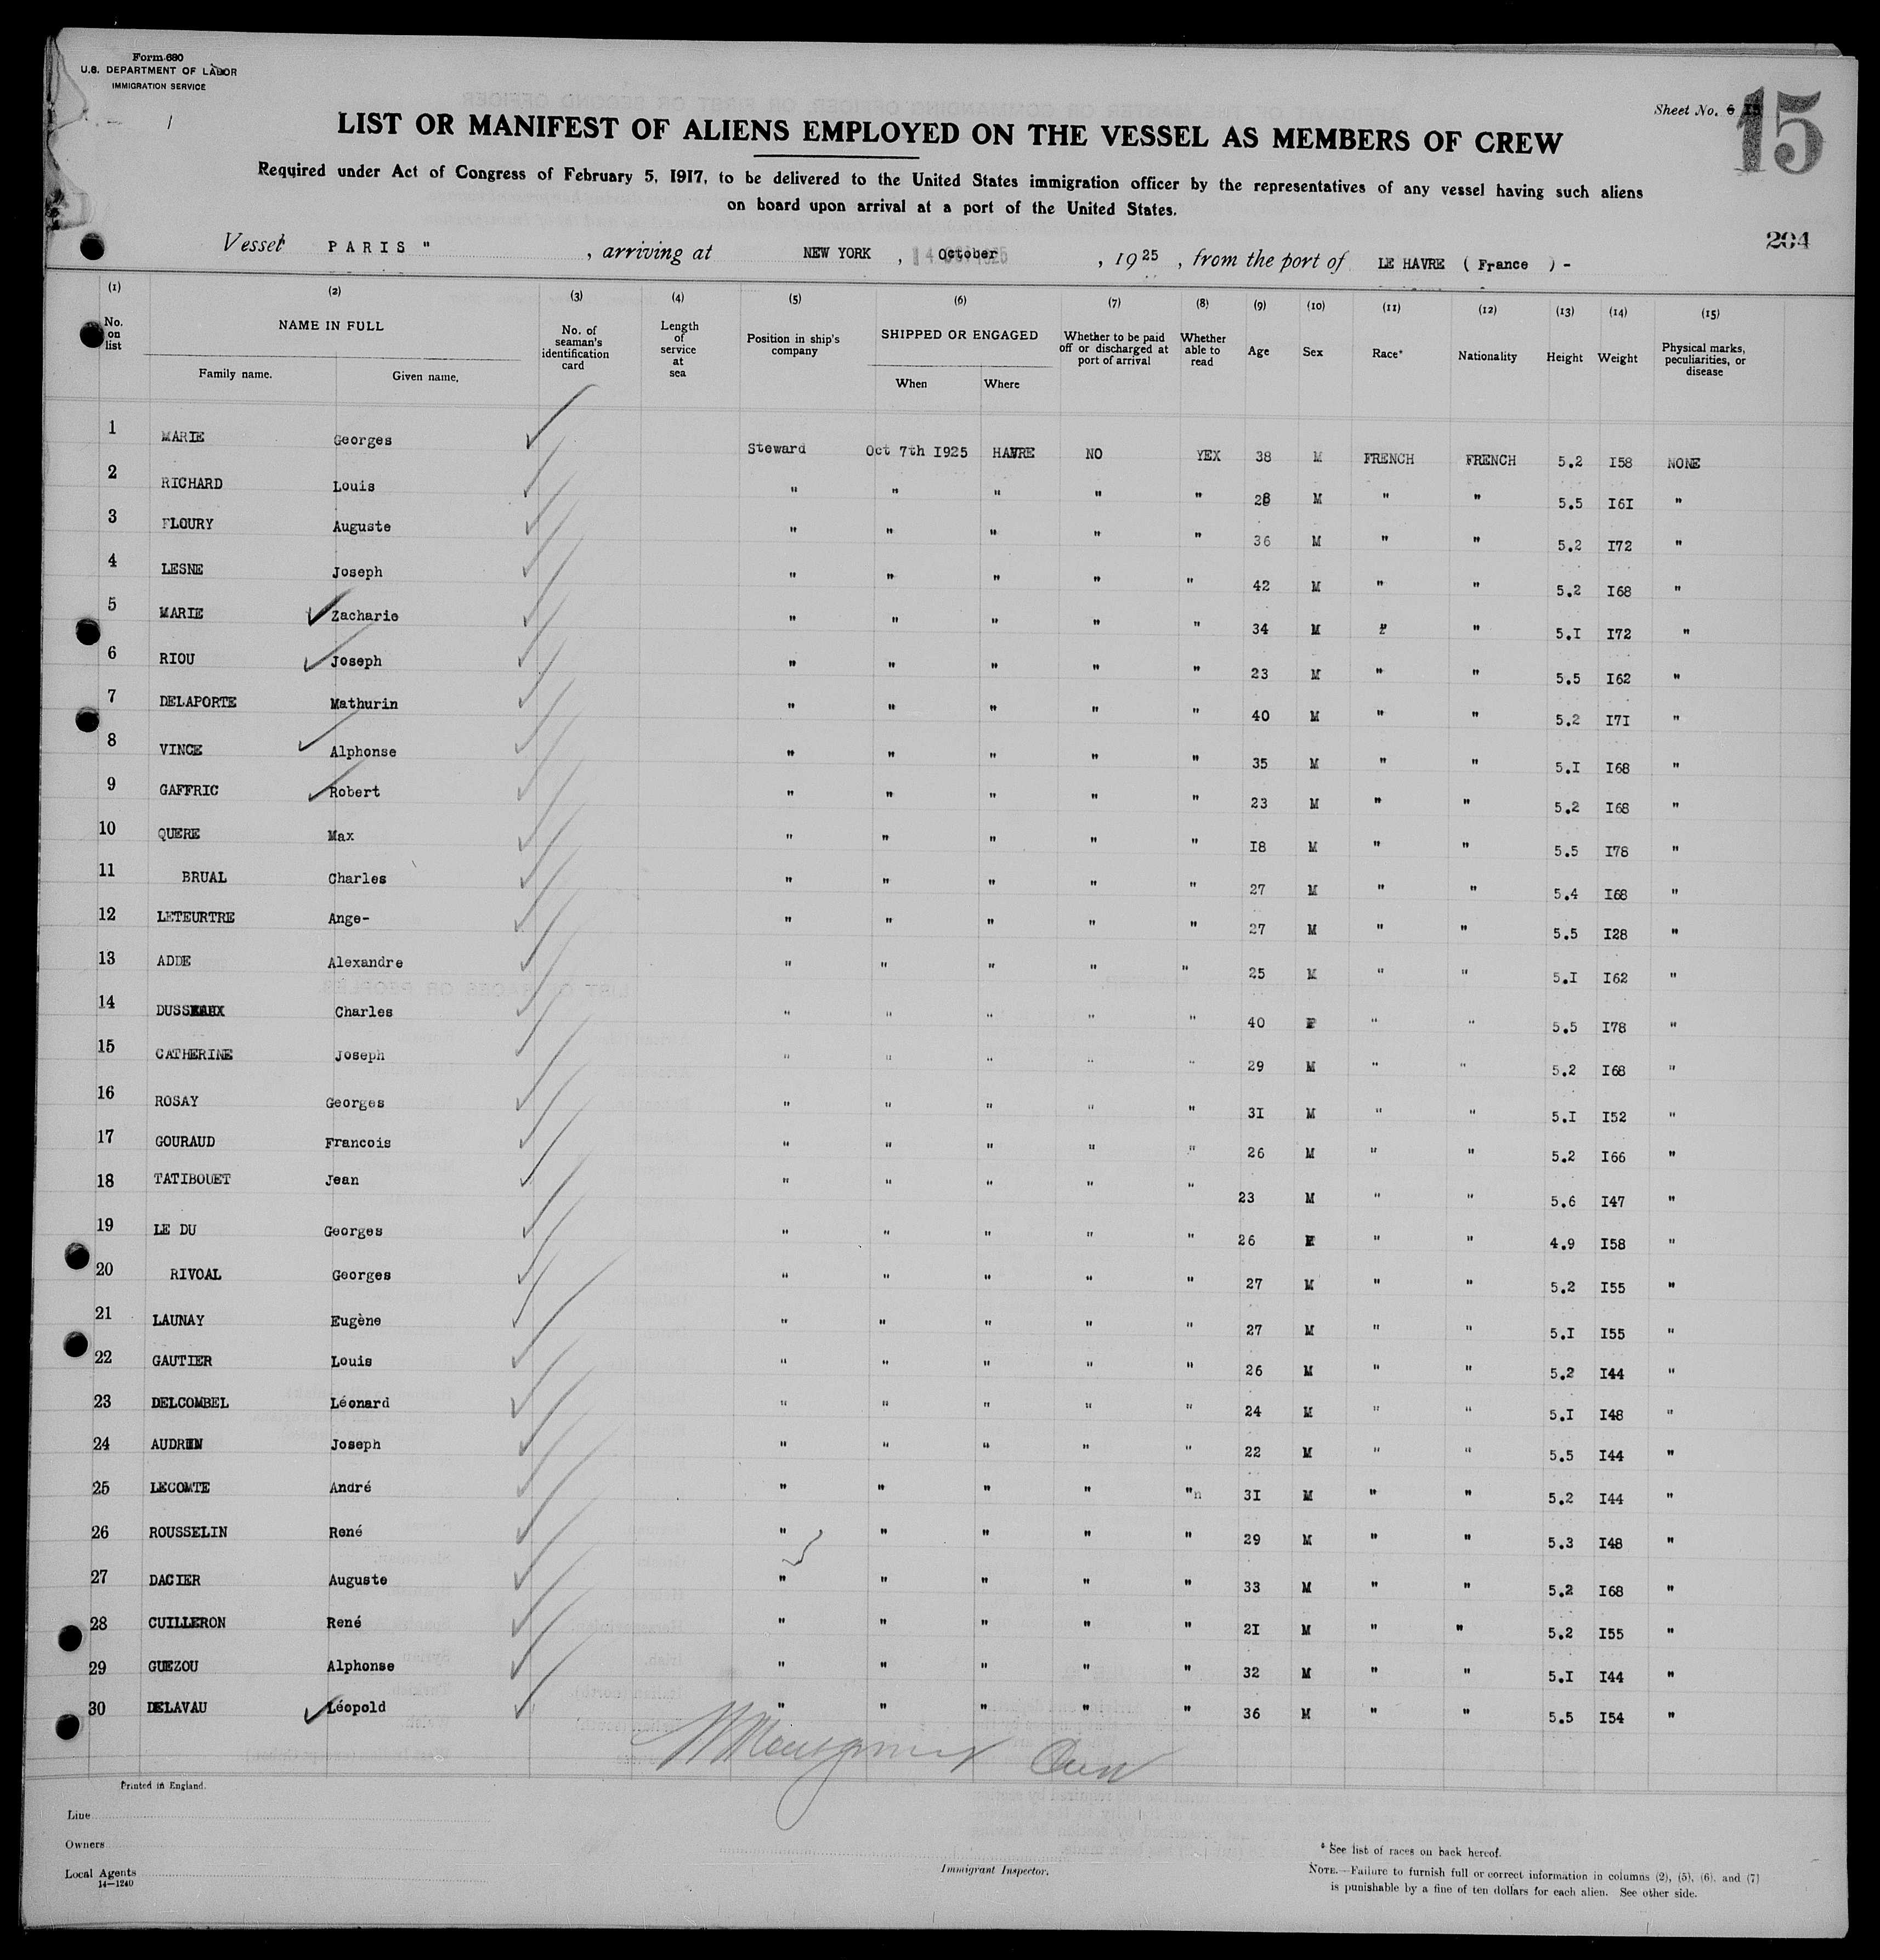 Form 680
U.S. DEPARTMENT OF LABOR
IMMIGRATION SERVICE
Sheet No. 6
15
LIST OR MANIFEST OF ALIENS EMPLOYED ON THE VESSEL AS MEMBERS OF CREW
Required under Act of Congress of February 5, 1917, to be delivered to the United States immigration officer by the representatives of any vessel having such aliens
on board upon arrival at a port of the United States.
204
Vessel PARIS " , arriving at NEW YORK , October , 1925 , from the port of LE HAVRE ( France ) -
(1) (2) (3) (4) (5) (6) (7) (8) (9) (10) (11) (12) (13) (14) (15)
No. on list NAME IN FULL Family name. Given name. No. of seaman's identification card Length of service at sea Position in ship's company SHIPPED OR ENGAGED When Where Whether to be paid off or discharged at port of arrival Whether able to read Age Sex Race* Nationality Height Weight Physical marks, peculiarities, or disease
1 MARIE Georges Steward Oct 7th I925 HAVRE NO YEX 38 M FRENCH FRENCH 5.2 I58 NONE
2 RICHARD Louis " " " " " 28 M " " 5.5 I6I "
3 FLOURY Auguste " " " " " 36 M " " 5.2 I72 "
4 LESNE Joseph " " " " " 42 M " " 5.2 I68 "
5 MARIE Zacharie " " " " " 34 M " " 5.I I72 "
6 RIOU Joseph " " " " " 23 M " " 5.5 I62 "
7 DELAPORTE Mathurin " " " " " 40 M " " 5.2 I7I "
8 VINCE Alphonse " " " " " 35 M " " 5.I I68 "
9 GAFFRIC Robert " " " " " 23 M " " 5.2 I68 "
10 QUERE Max " " " " " I8 M " " 5.5 I78 "
11 BRUAL Charles " " " " " 27 M " " 5.4 I68 "
12 LETEURTRE Ange- " " " " " 27 M " " 5.5 I28 "
13 ADDE Alexandre " " " " " 25 M " " 5.I I62 "
14 Charles " " " " " 40 " " 5.5 I78 "
15 CATHERINE Joseph " " " " " 29 M " " 5.2 I68 "
16 ROSAY Georges " " " " " 3I M " " 5.I I52 "
17 GOURAUD Francois " " " " " 26 M " " 5.2 I66 "
18 TATIBOUET Jean " " " " " 23 M " " 5.6 I47 "
19 LE DU Georges " " " " " 26 " " 4.9 I58 "
20 RIVOAL Georges " " " " " 27 M " " 5.2 I55 "
21 LAUNAY Eugène " " " " " 27 M " " 5.I I55 "
22 GAUTIER Louis " " " " " 26 M " " 5.2 I44 "
23 DELCOMBEL Léonard " " " " " 24 M " " 5.I I48 "
24 Joseph " " " " " 22 M " " 5.5 I44 "
25 LECOMTE André " " " " "n 3I M " " 5.2 I44 "
26 ROUSSELIN René " " " " " 29 M " " 5.3 I48 "
27 DACIER Auguste " " " " " 33 M " " 5.2 I68 "
28 CUILLERON René " " " " " 2I M " " 5.2 I55 "
29 GUEZOU Alphonse " " " " " 32 M " " 5.I I44 "
30 DELAVAU Léopold " " " " " 36 M " " 5.5 I54 "
Printed in England.
Line
Owners
Local Agents
14—1240
Immigrant Inspector.
* See list of races on back hereof.
NOTE.—Failure to furnish full or correct information in columns (2), (5), (6), and (7)
is punishable by a fine of ten dollars for each alien. See other side.